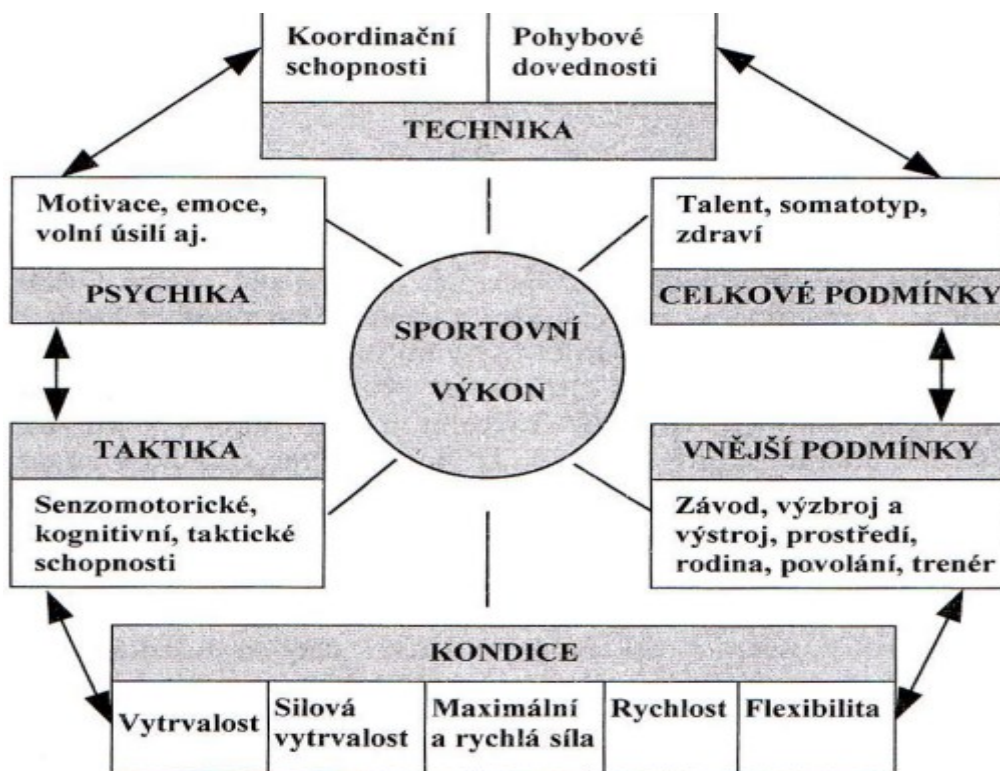 Koordinační
schopnosti
Pohybové
dovednosti
TECHNIKA
Motivace, emoce,
volní úsilí aj.
PSYCHIKA
Talent, somatotyp,
zdraví
CELKOVÉ PODMÍNKY
SPORTOVNÍ
VÝKON
TAKTIKA
Senzomotorické,
kognitivní, taktické
schopnosti
VNĚJŠÍ PODMÍNKY
Závod, výzbroj a
výstroj, prostředí,
rodina, povolání, trenér
KONDICE
Vytrvalost
Silová
vytrvalost
Maximální
a rychlá síla
Rychlost
Flexibilita